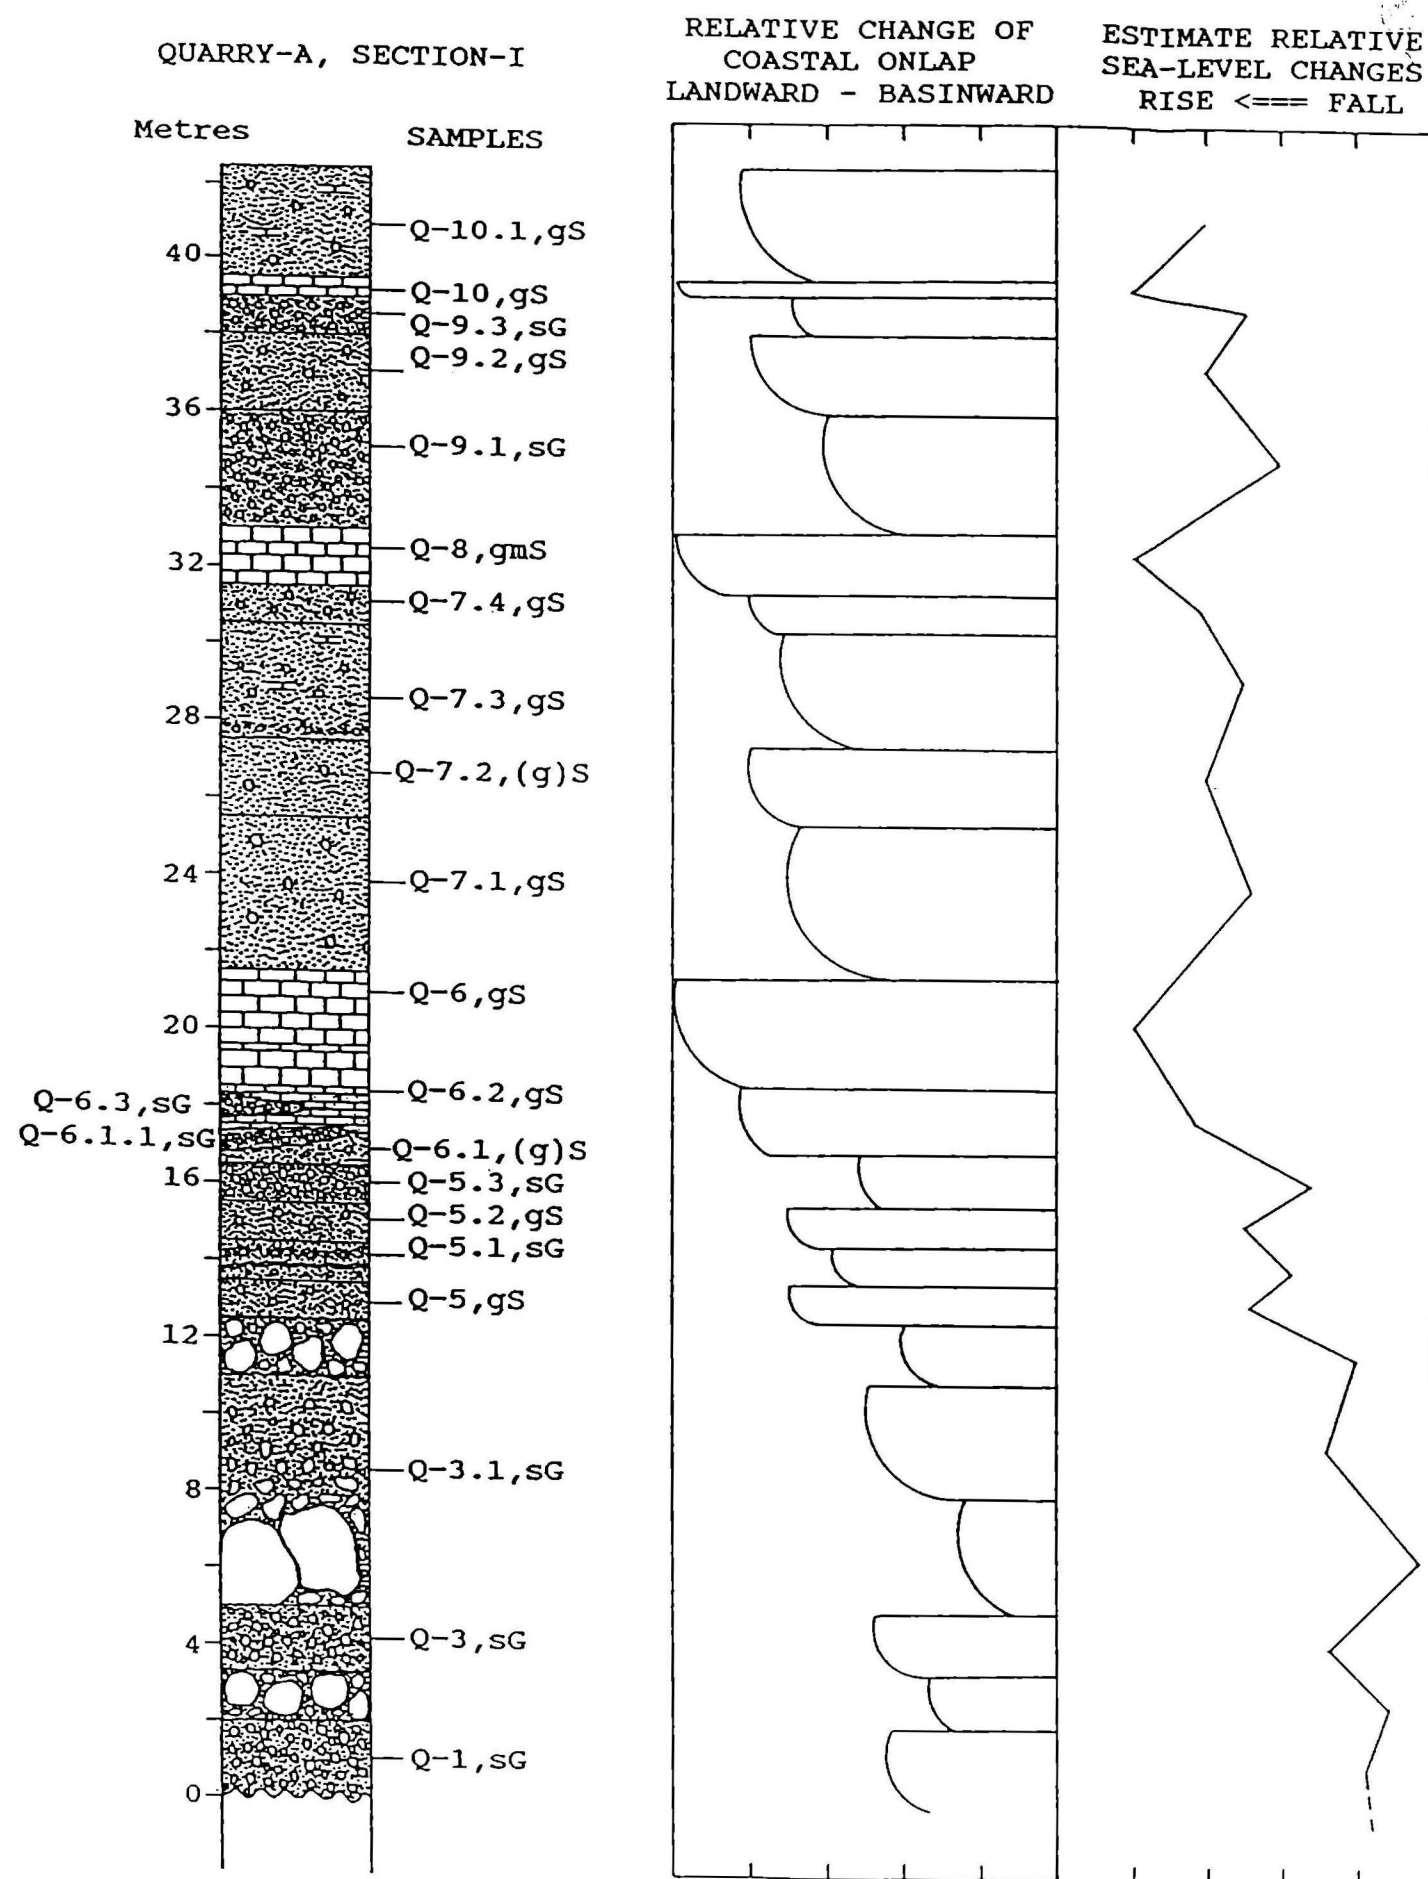 QUARRY-A, SECTION-I
RELATIVE CHANGE OF
COASTAL ONLAP
LANDWARD - BASINWARD
ESTIMATE RELATIVE
SEA-LEVEL CHANGES
RISE <=== FALL
Metres
SAMPLES
Q-10.1,gS
40
Q-10,gS
Q-9.3,sG
Q-9.2,gS
36
Q-9.1,sG
Q-8,gmS
32
Q-7.4,gS
Q-7.3,gS
28
Q-7.2,(g)S
24
Q-7.1,gS
Q-6,gS
20
Q-6.2,gS
Q-6.3,sG
Q-6.1.1,sG
Q-6.1,(g)S
16
Q-5.3,sG
Q-5.2,gS
Q-5.1,sG
Q-5,gS
12
Q-3.1,sG
8
4
Q-3,sG
Q-1,sG
0